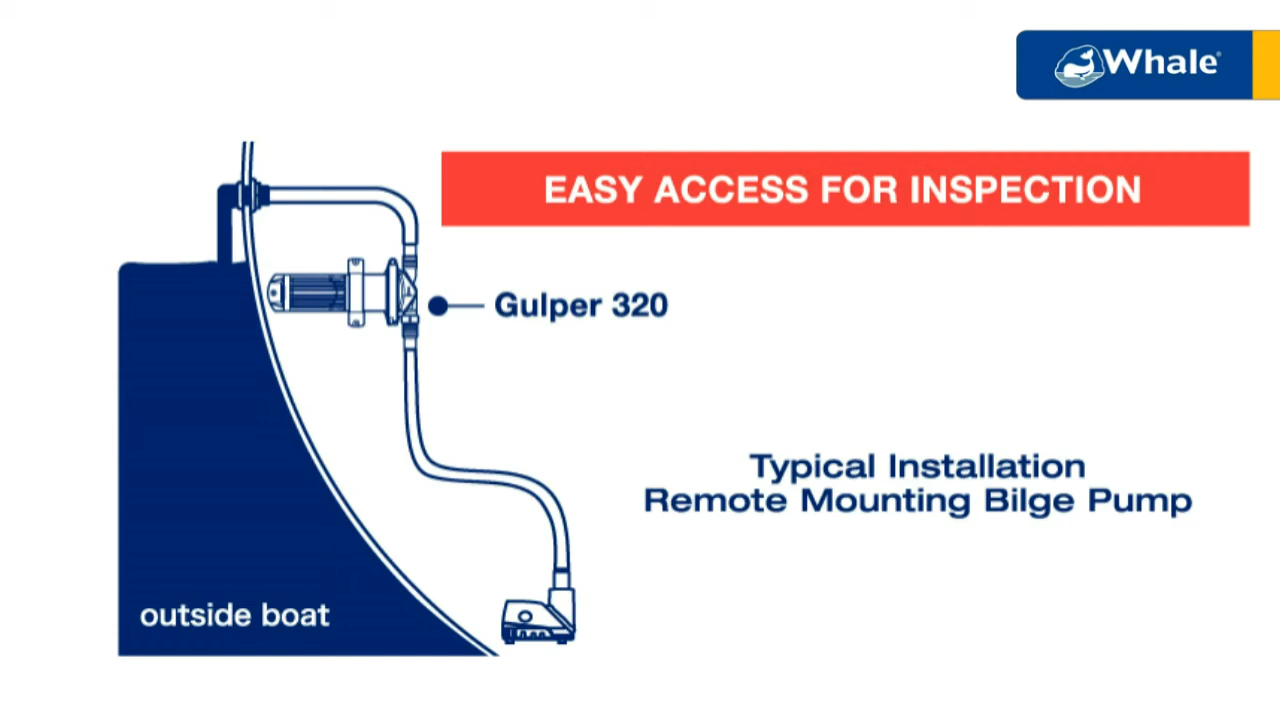 Whale®
EASY ACCESS FOR INSPECTION
Gulper 320
Typical Installation
Remote Mounting Bilge Pump
outside boat